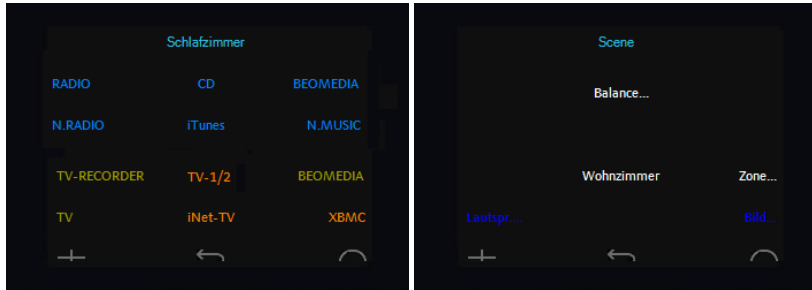 Schlafzimmer
RADIO CD BEOMEDIA
N.RADIO iTunes N.MUSIC
TV-RECORDER TV-1/2 BEOMEDIA
TV iNet-TV XBMC
Scene
Balance...
Wohnzimmer Zone...
Lautspr.... Bild...